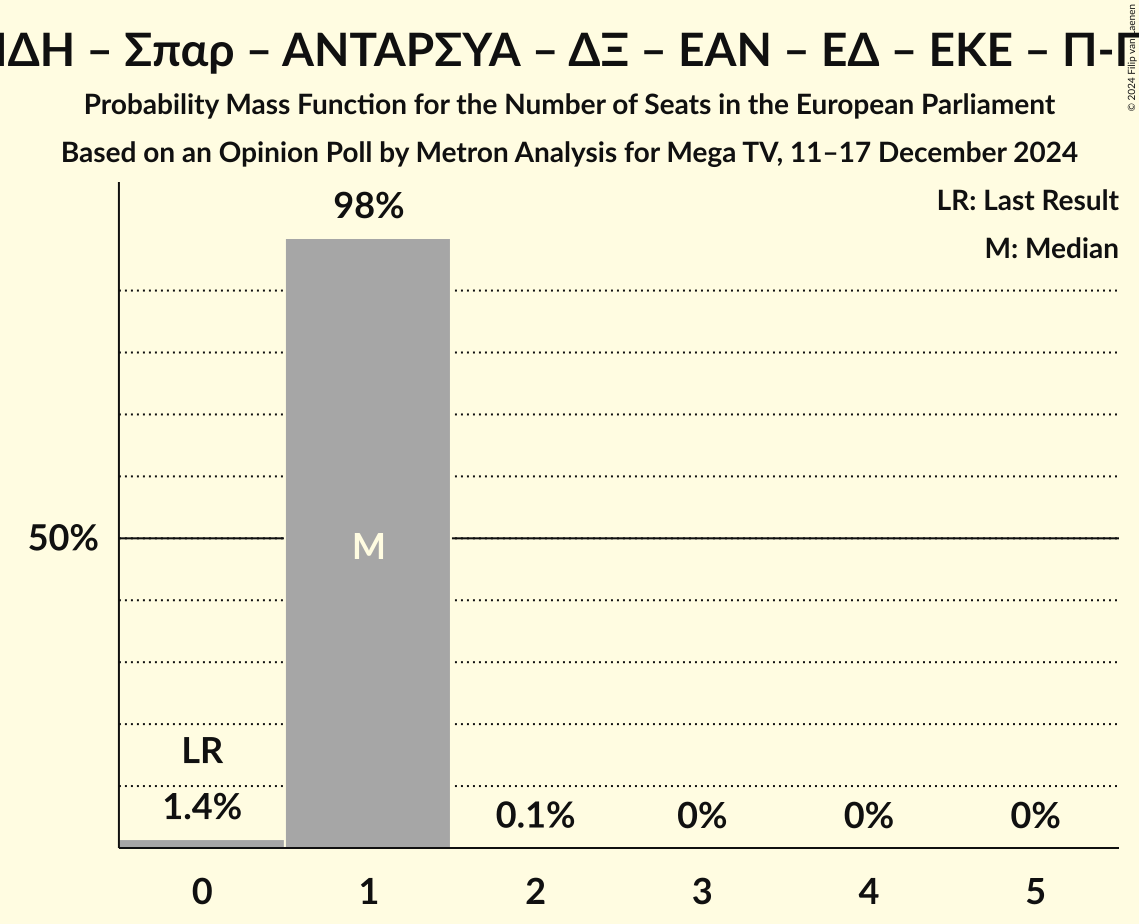 ΔΗ – Σπαρ – ΑΝΤΑΡΣΥΑ – ΔΞ – ΕΑΝ – ΕΔ – ΕΚΕ – Π-
© 2024 Filip van Laenen
Probability Mass Function for the Number of Seats in the European Parliament
Based on an Opinion Poll by Metron Analysis for Mega TV, 11–17 December 2024
LR: Last Result
M: Median
98%
50%
M
LR
1.4%
0.1%
0%
0%
0%
0
1
2
3
4
5